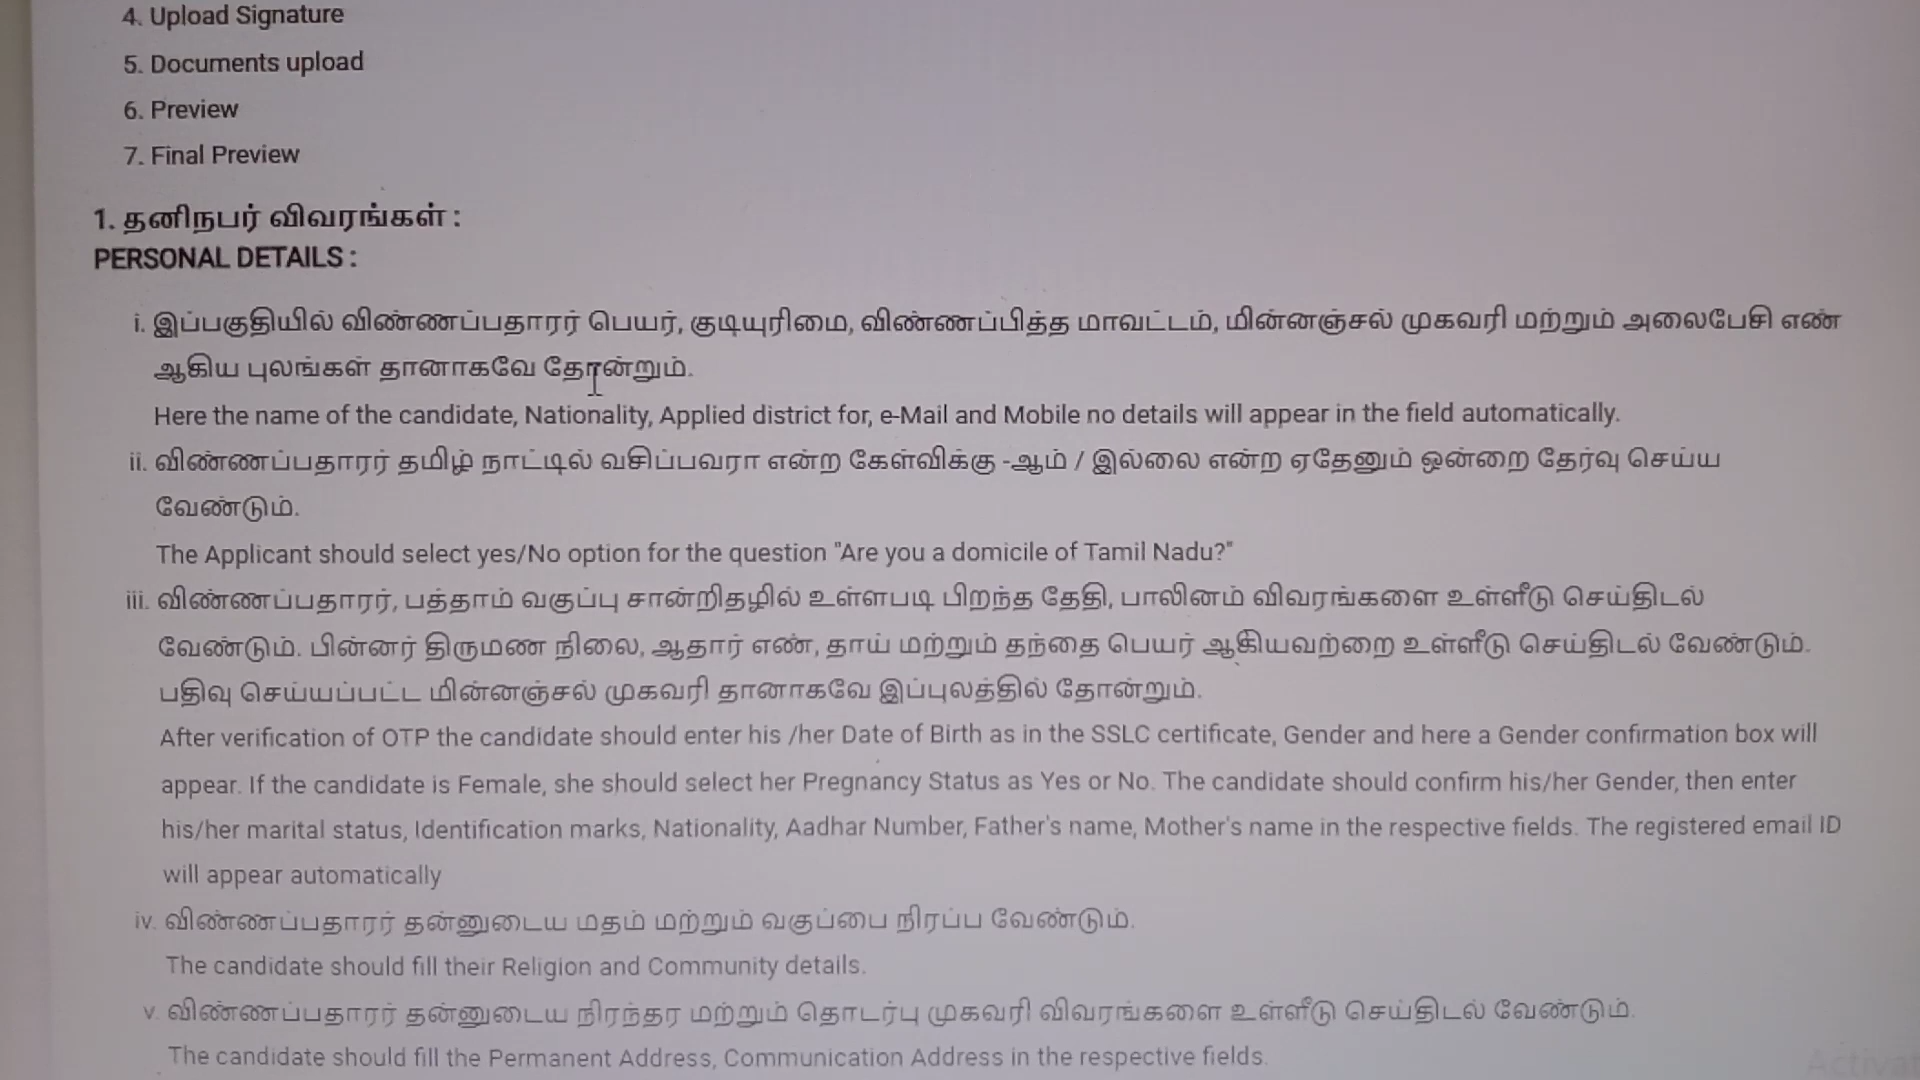 4. Upload Signature
5. Documents upload
6. Preview
7. Final Preview
1. தனிநபர் விவரங்கள் :
PERSONAL DETAILS :
i. இப்பகுதியில் விண்ணப்பதாரர் பெயர், குடியுரிமை, விண்ணப்பித்த மாவட்டம், மின்னஞ்சல் முகவரி மற்றும் அலைபேசி எண்
ஆகிய புலங்கள் தானாகவே தோன்றும்.
Here the name of the candidate, Nationality, Applied district for, e-Mail and Mobile no details will appear in the field automatically.
ii. விண்ணப்பதாரர் தமிழ் நாட்டில் வசிப்பவரா என்ற கேள்விக்கு -ஆம் / இல்லை என்ற ஏதேனும் ஒன்றை தேர்வு செய்ய
வேண்டும்.
The Applicant should select yes/No option for the question "Are you a domicile of Tamil Nadu?"
iii. விண்ணப்பதாரர், பத்தாம் வகுப்பு சான்றிதழில் உள்ளபடி பிறந்த தேதி, பாலினம் விவரங்களை உள்ளீடு செய்திடல்
வேண்டும். பின்னர் திருமண நிலை, ஆதார் எண், தாய் மற்றும் தந்தை பெயர் ஆகியவற்றை உள்ளீடு செய்திடல் வேண்டும்.
பதிவு செய்யப்பட்ட மின்னஞ்சல் முகவரி தானாகவே இப்புலத்தில் தோன்றும்.
After verification of OTP the candidate should enter his /her Date of Birth as in the SSLC certificate, Gender and here a Gender confirmation box will
appear. If the candidate is Female, she should select her Pregnancy Status as Yes or No. The candidate should confirm his/her Gender, then enter
his/her marital status, Identification marks, Nationality, Aadhar Number, Father's name, Mother's name in the respective fields. The registered email ID
will appear automatically
iv. விண்ணப்பதாரர் தன்னுடைய மதம் மற்றும் வகுப்பை நிரப்ப வேண்டும்.
The candidate should fill their Religion and Community details.
v. விண்ணப்பதாரர் தன்னுடைய நிரந்தர மற்றும் தொடர்பு முகவரி விவரங்களை உள்ளீடு செய்திடல் வேண்டும்.
The candidate should fill the Permanent Address, Communication Address in the respective fields.